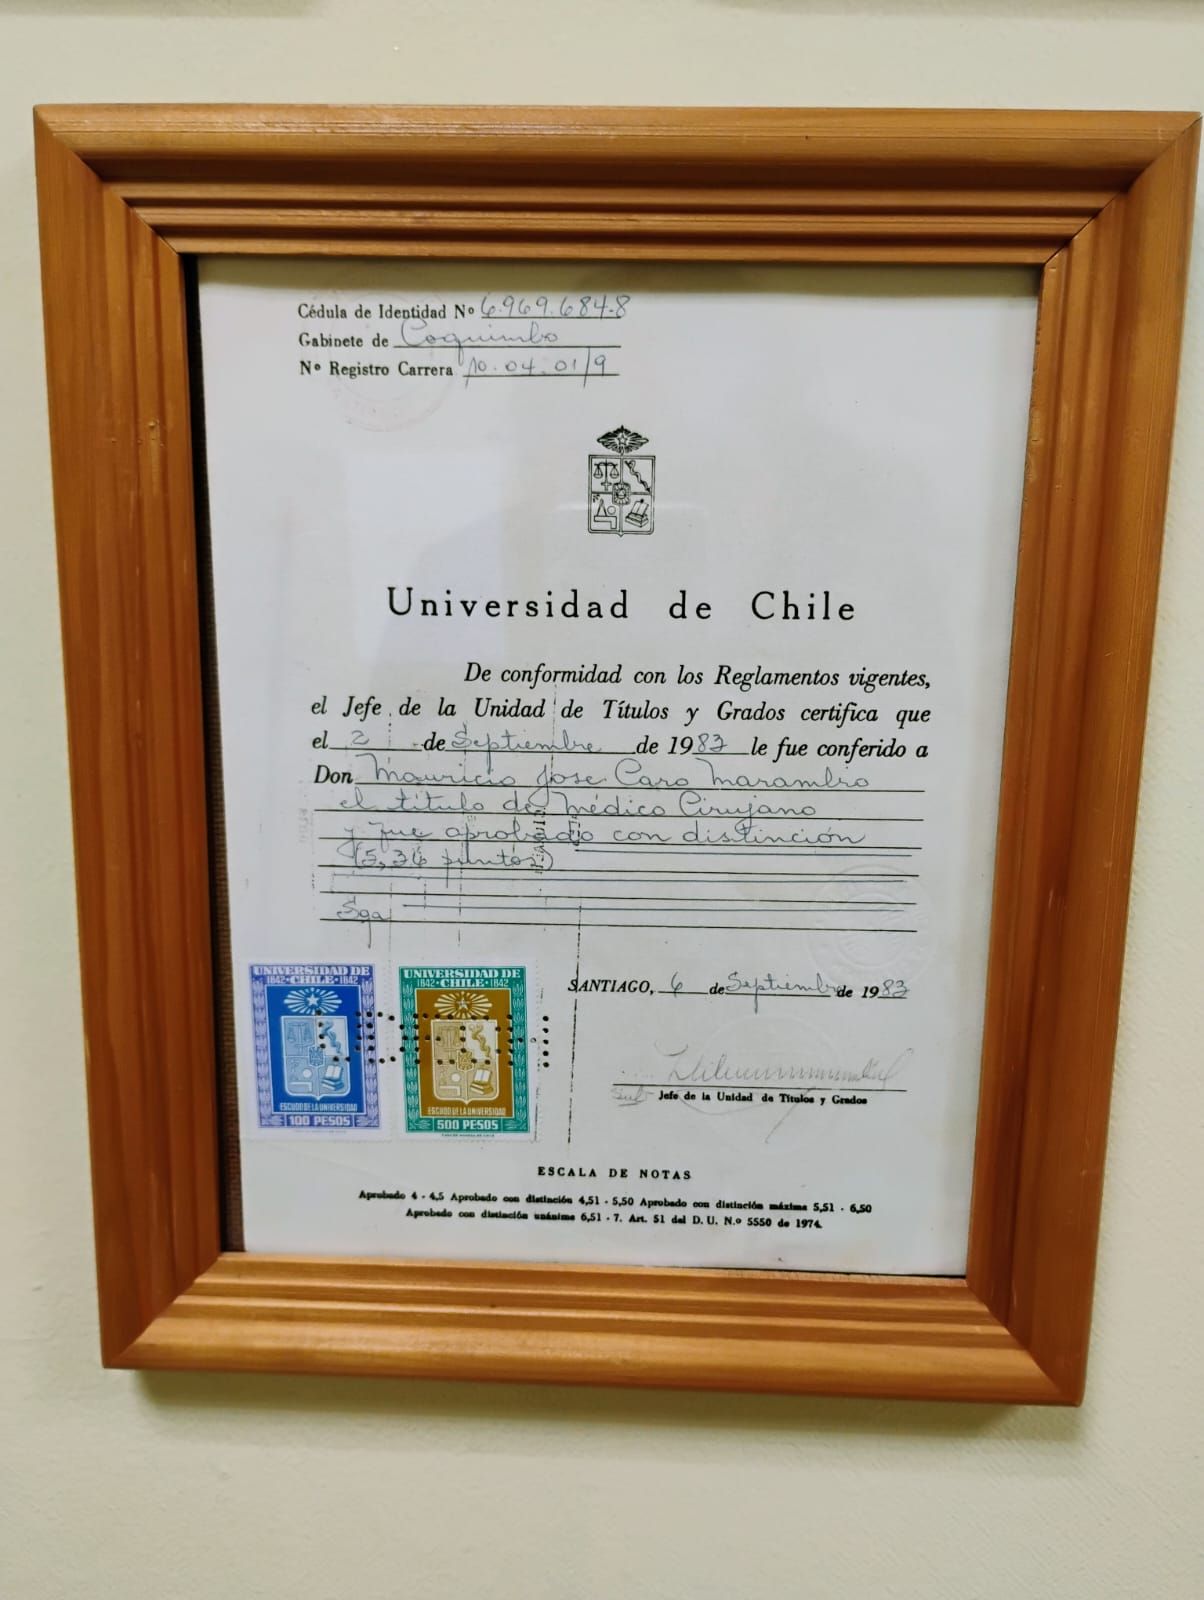 Cédula de Identidad Nº 6.969.684-8
Gabinete de Coquimbo
Nº Registro Carrera 10.04.01/9
Universidad de Chile
De conformidad con los Reglamentos vigentes,
el Jefe de la Unidad de Títulos y Grados certifica que
el 2 de Septiembre de 1983 le fue conferido a
Don Mauricio Jose Caro Marambio
el título de Médico Cirujano
y fue aprobado con distinción
(5,34 puntos)
Sga
UNIVERSIDAD DE
1842·CHILE·1842
ESCUDO DE LA UNIVERSIDAD
100 PESOS
UNIVERSIDAD DE
1842·CHILE·1842
ESCUDO DE LA UNIVERSIDAD
500 PESOS
SANTIAGO, 6 de Septiembre de 1983
Sub Jefe de la Unidad de Títulos y Grados
ESCALA DE NOTAS
Aprobado 4 - 4,5 Aprobado con distinción 4,51 - 5,50 Aprobado con distinción máxima 5,51 - 6,50
Aprobado con distinción unánime 6,51 - 7. Art. 51 del D. U. N.º 5550 de 1974.